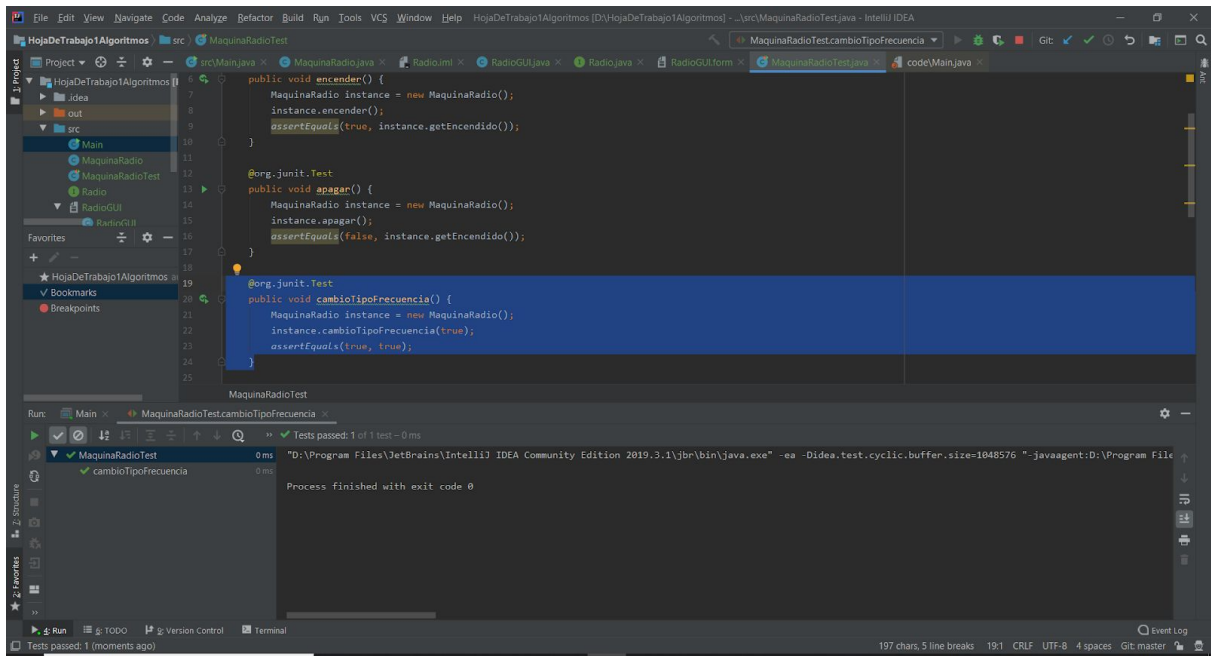 File Edit View Navigate Code Analyze Refactor Build Run Tools VCS Window Help HojaDeTrabajo1Algoritmos [D:\HojaDeTrabajo1Algoritmos] - ...\src\MaquinaRadioTest.java - IntelliJ IDEA
HojaDeTrabajo1Algoritmos src MaquinaRadioTest
MaquinaRadioTest.cambioTipoFrecuencia Git:
Project src\Main.java MaquinaRadio.java Radio.iml RadioGUI.java Radio.java RadioGUI.form MaquinaRadioTest.java code\Main.java
1: Project
Ant
HojaDeTrabajo1Algoritmos
.idea
out
src
Main
MaquinaRadio
MaquinaRadioTest
Radio
RadioGUI
RadioGUI
Favorites
HojaDeTrabajo1Algoritmos
Bookmarks
Breakpoints
6 public void encender() {
7 MaquinaRadio instance = new MaquinaRadio();
8 instance.encender();
9 assertEquals(true, instance.getEncendido());
10 }
11
12 @org.junit.Test
13 public void apagar() {
14 MaquinaRadio instance = new MaquinaRadio();
15 instance.apagar();
16 assertEquals(false, instance.getEncendido());
17 }
18
19 @org.junit.Test
20 public void cambioTipoFrecuencia() {
21 MaquinaRadio instance = new MaquinaRadio();
22 instance.cambioTipoFrecuencia(true);
23 assertEquals(true, true);
24 }
25
MaquinaRadioTest
Run: Main MaquinaRadioTest.cambioTipoFrecuencia
Tests passed: 1 of 1 test – 0 ms
MaquinaRadioTest 0 ms
cambioTipoFrecuencia 0 ms
"D:\Program Files\JetBrains\IntelliJ IDEA Community Edition 2019.3.1\jbr\bin\java.exe" -ea -Didea.test.cyclic.buffer.size=1048576 "-javaagent:D:\Program File
Process finished with exit code 0
7: Structure
2: Favorites
4: Run 6: TODO 9: Version Control Terminal Event Log
Tests passed: 1 (moments ago) 197 chars, 5 line breaks 19:1 CRLF UTF-8 4 spaces Git: master